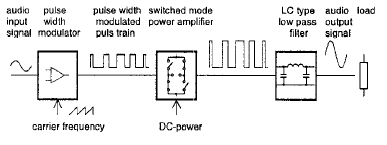 audio
input
signal
pulse
width
modulator
pulse width
modulated
puls train
switched mode
power amplifier
LC type
low pass
filter
audio
output
signal
load
carrier frequency
DC-power